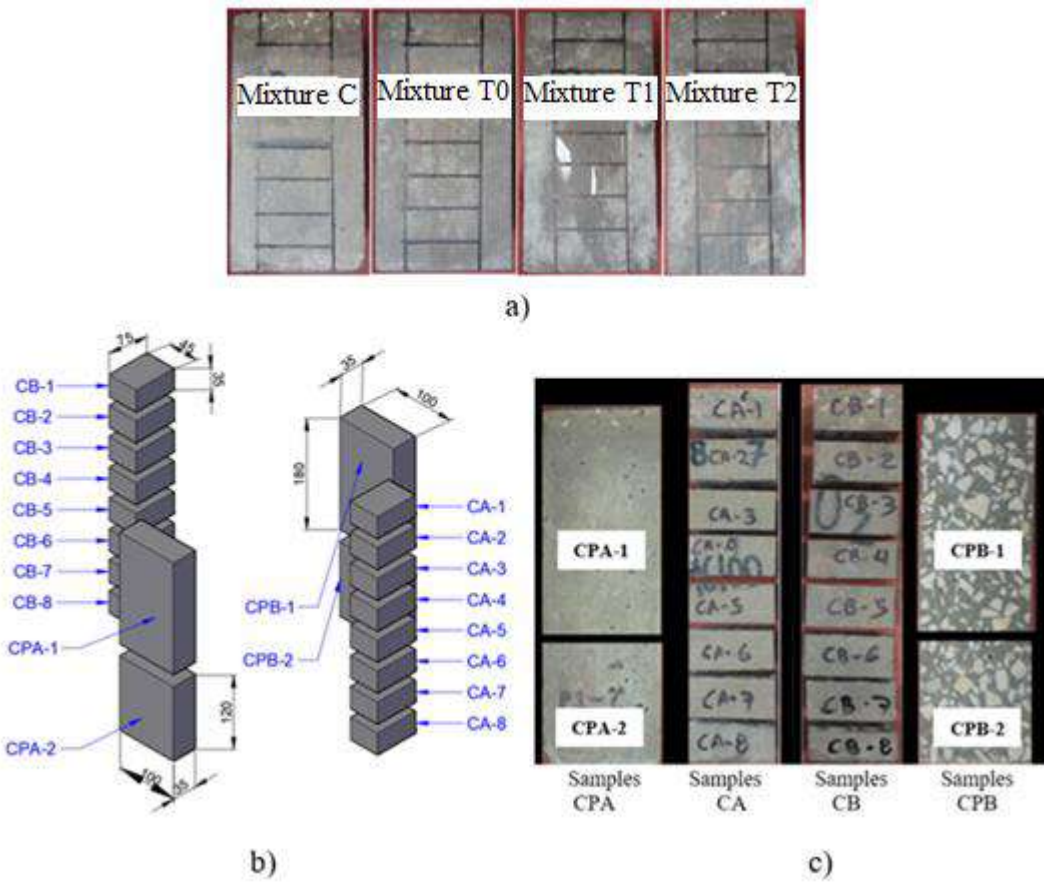 Mixture C
Mixture T0
Mixture T1
Mixture T2
a)
75
45
35
CB-1
CB-2
CB-3
CB-4
CB-5
CB-6
CB-7
CB-8
CPA-1
CPA-2
120
100
35
35
100
180
CPB-1
CPB-2
CA-1
CA-2
CA-3
CA-4
CA-5
CA-6
CA-7
CA-8
b)
CPA-1
CPA-2
CA-1
8 CA-2 7
CA-3
CA-5
CA-6
CA-7
CA-8
CB-1
CB-2
CB-3
CB-4
CB-5
CB-6
CB-7
CB-8
CPB-1
CPB-2
Samples
CPA
Samples
CA
Samples
CB
Samples
CPB
c)